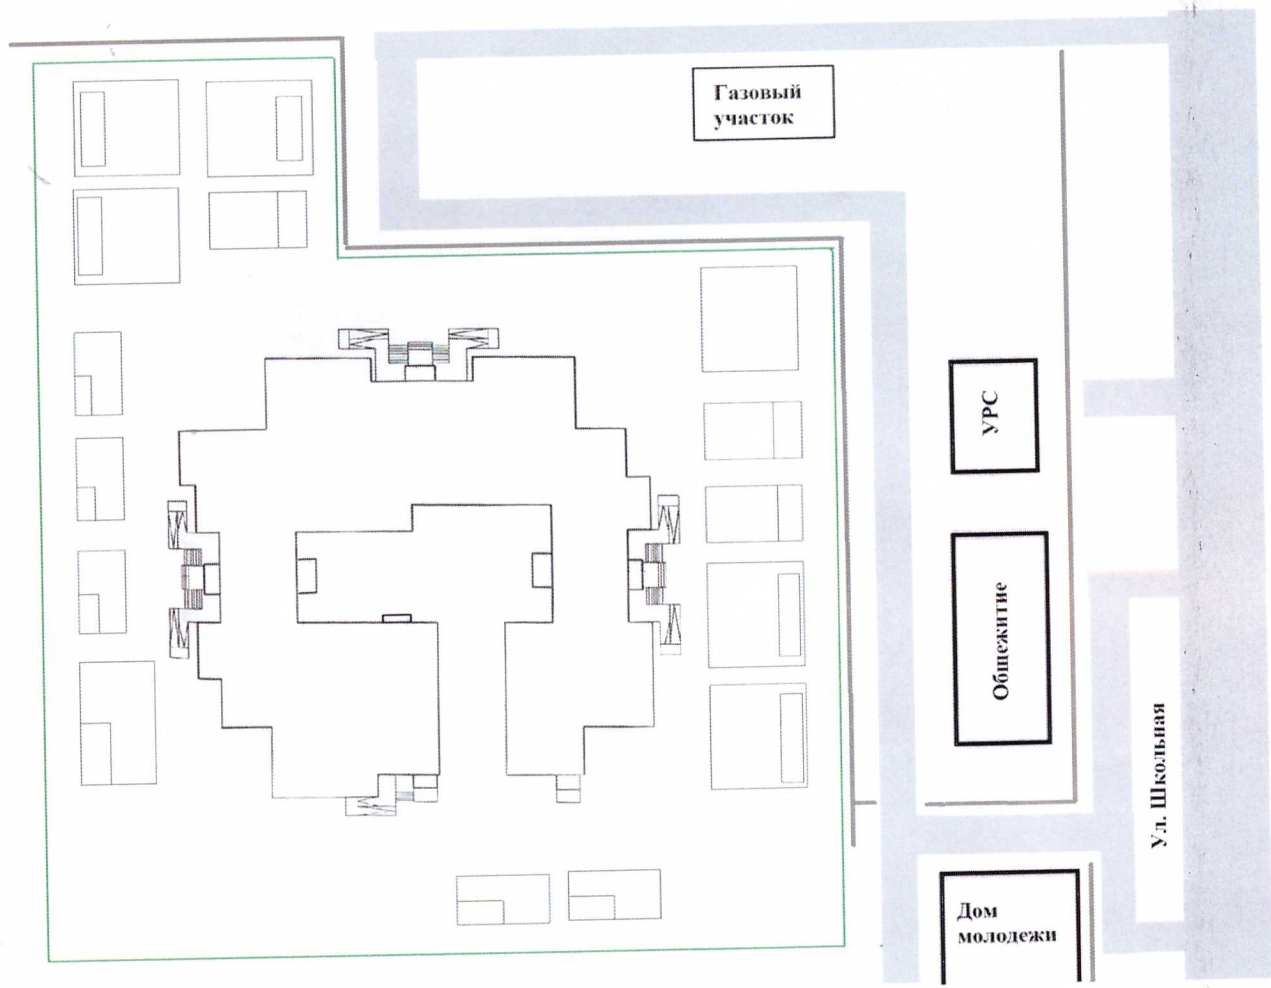 Газовый
участок
УРС
Общежитие
Ул. Школьная
Дом
молодежи